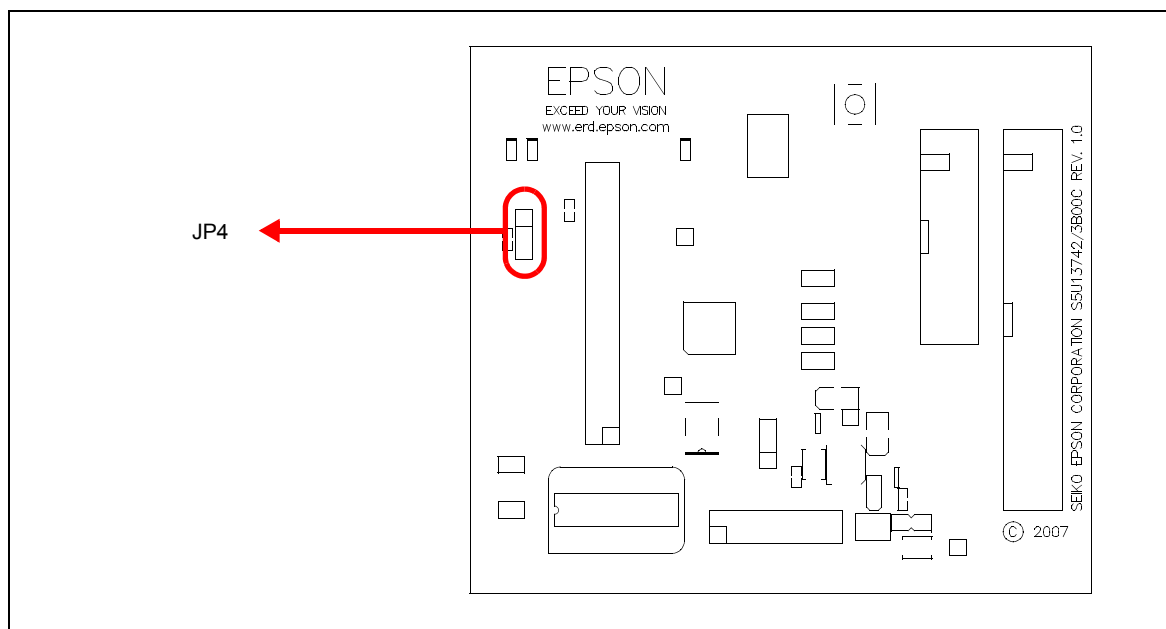 EPSON
EXCEED YOUR VISION
www.erd.epson.com
JP4
SEIKO EPSON CORPORATION S5U13742/3B00C REV. 1.0
© 2007